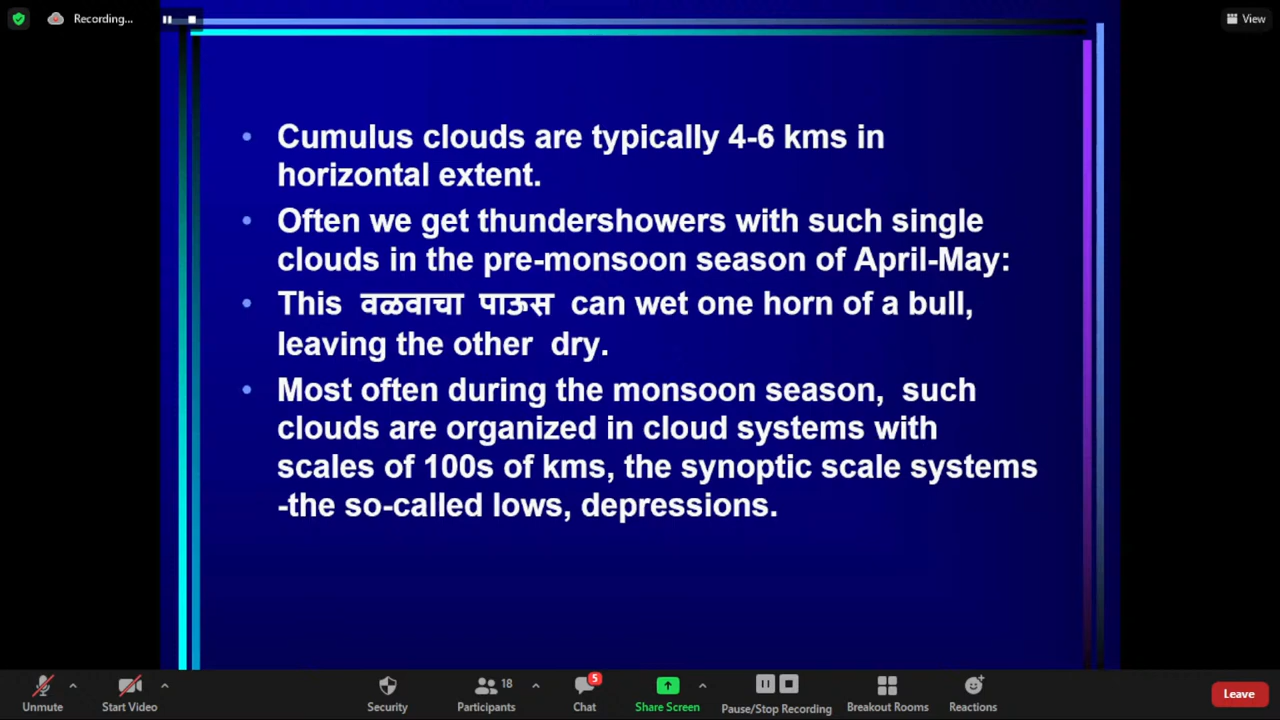 Recording...
View
• Cumulus clouds are typically 4-6 kms in
horizontal extent.
• Often we get thundershowers with such single
clouds in the pre-monsoon season of April-May:
• This वळवाचा पाऊस can wet one horn of a bull,
leaving the other dry.
• Most often during the monsoon season, such
clouds are organized in cloud systems with
scales of 100s of kms, the synoptic scale systems
-the so-called lows, depressions.
Unmute
Start Video
Security
Participants 18
Chat 5
Share Screen
Pause/Stop Recording
Breakout Rooms
Reactions
Leave